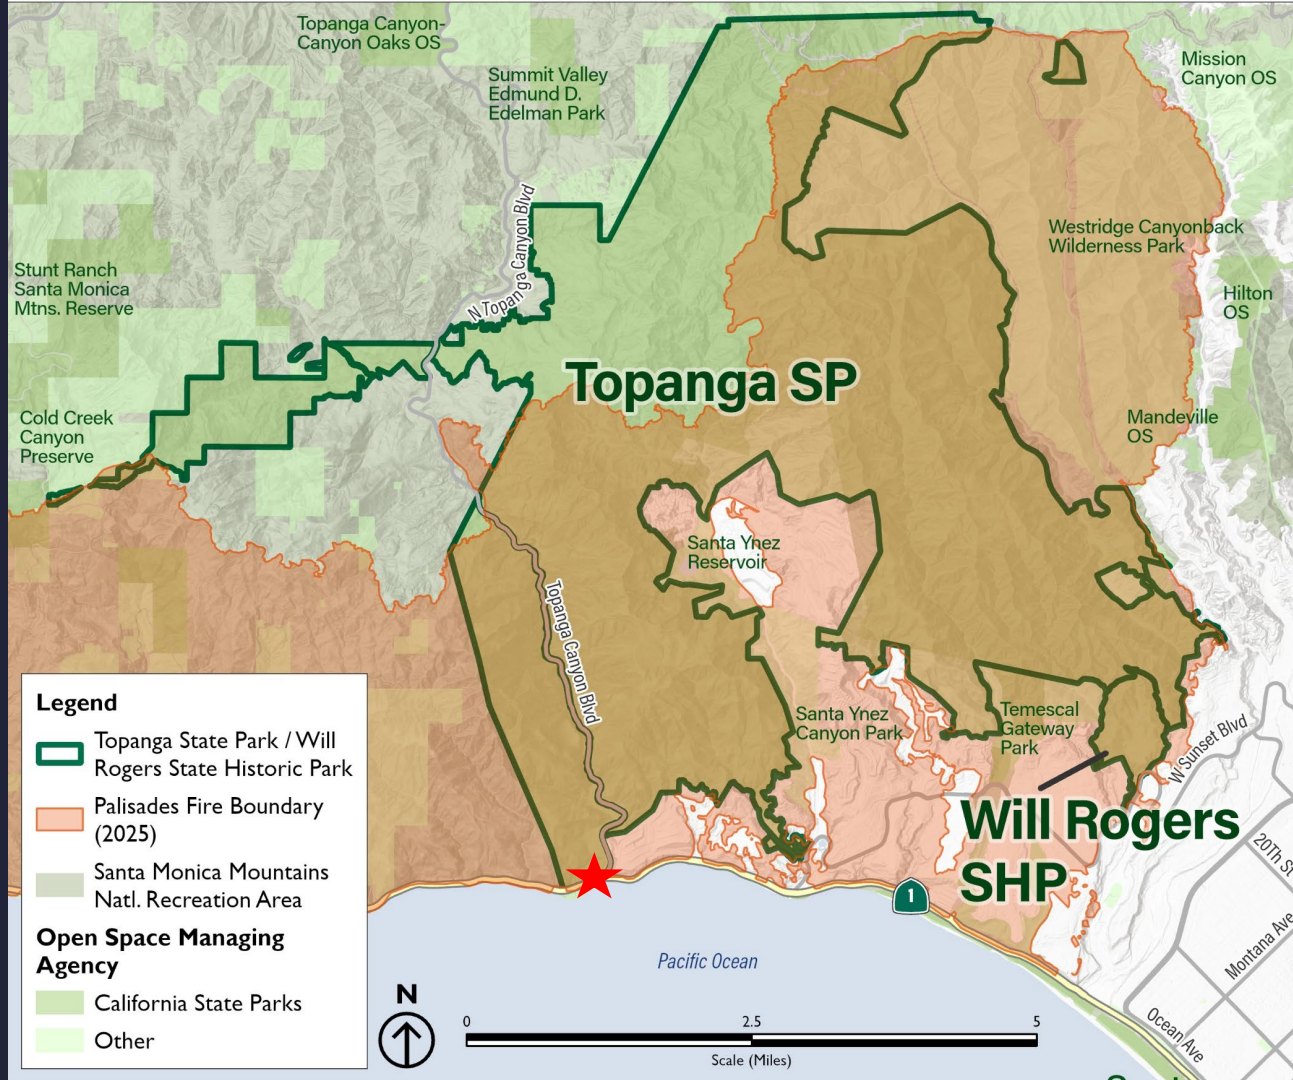 Topanga Canyon-
Canyon Oaks OS
Summit Valley
Edmund D.
Edelman Park
Mission
Canyon OS
N Topanga Canyon Blvd
Westridge Canyonback
Wilderness Park
Stunt Ranch
Santa Monica
Mtns. Reserve
Hilton
OS
Topanga SP
Cold Creek
Canyon
Preserve
Mandeville
OS
Santa Ynez
Reservoir
Topanga Canyon Blvd
Santa Ynez
Canyon Park
Temescal
Gateway
Park
W Sunset Blvd
Will Rogers
SHP
20Th St
1
Montana Ave
Ocean Ave
Pacific Ocean
Legend
Topanga State Park / Will
Rogers State Historic Park
Palisades Fire Boundary
(2025)
Santa Monica Mountains
Natl. Recreation Area
Open Space Managing
Agency
California State Parks
Other
N
0 2.5 5
Scale (Miles)